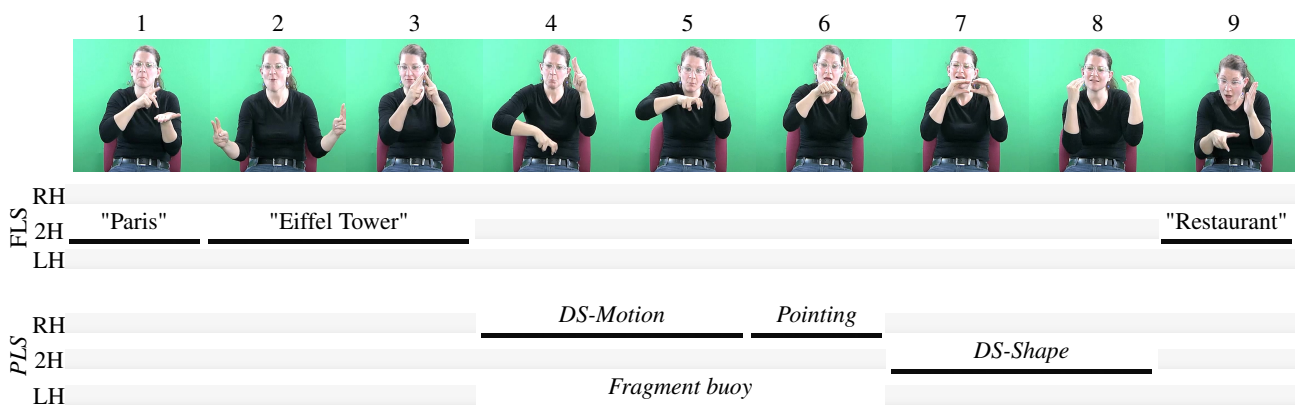 1 2 3 4 5 6 7 8 9
FLS
RH
"Paris" "Eiffel Tower" "Restaurant"
2H
LH
PLS
DS-Motion Pointing
RH
DS-Shape
2H
Fragment buoy
LH